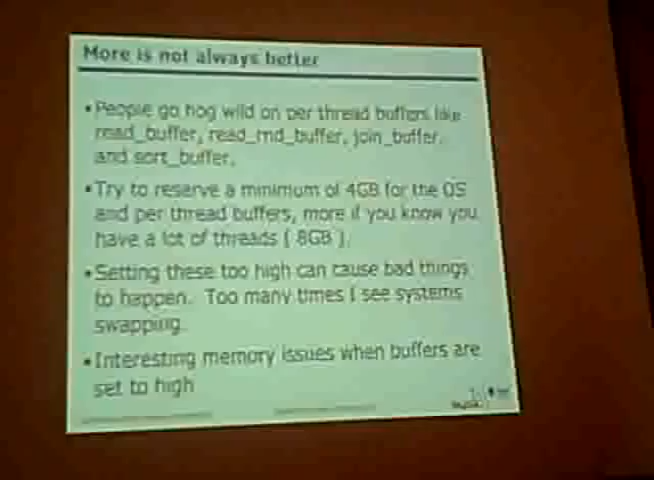 More is not always better
•People go hog wild on per thread buffers like
read_buffer, read_rnd_buffer, join_buffer,
and sort_buffer.
•Try to reserve a minimum of 4GB for the OS
and per thread buffers, more if you know you
have a lot of threads ( 8GB ).
•Setting these too high can cause bad things
to happen. Too many times I see systems
swapping.
•Interesting memory issues when buffers are
set to high